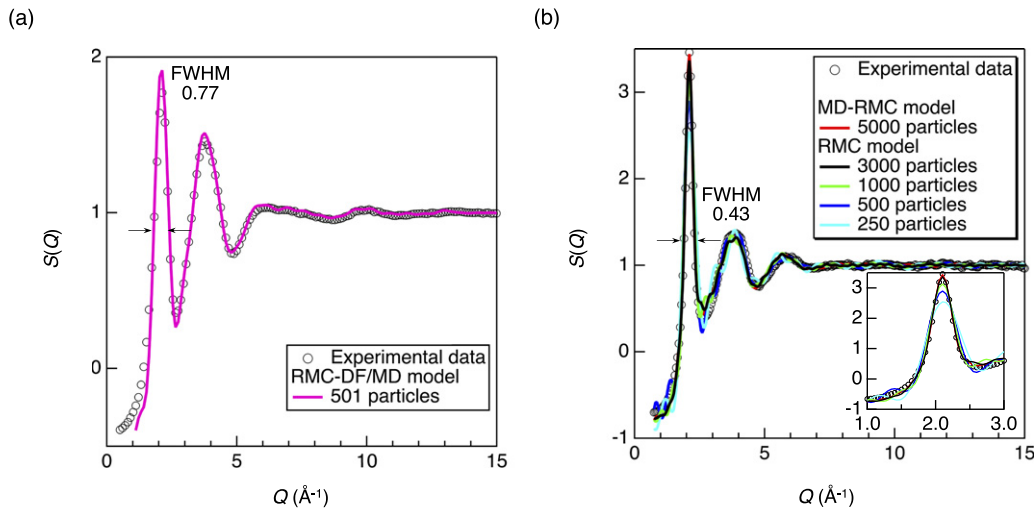 (a)
2
1
0
S(Q)
FWHM
0.77
Experimental data
RMC-DF/MD model
501 particles
0
5
10
15
Q (Å-1)
(b)
3
2
1
0
-1
S(Q)
FWHM
0.43
Experimental data
MD-RMC model
5000 particles
RMC model
3000 particles
1000 particles
500 particles
250 particles
3
2
1
0
-1
1.0
2.0
3.0
0
5
10
15
Q (Å-1)